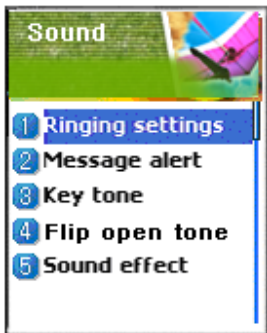 Sound
1 Ringing settings
2 Message alert
3 Key tone
4 Flip open tone
5 Sound effect